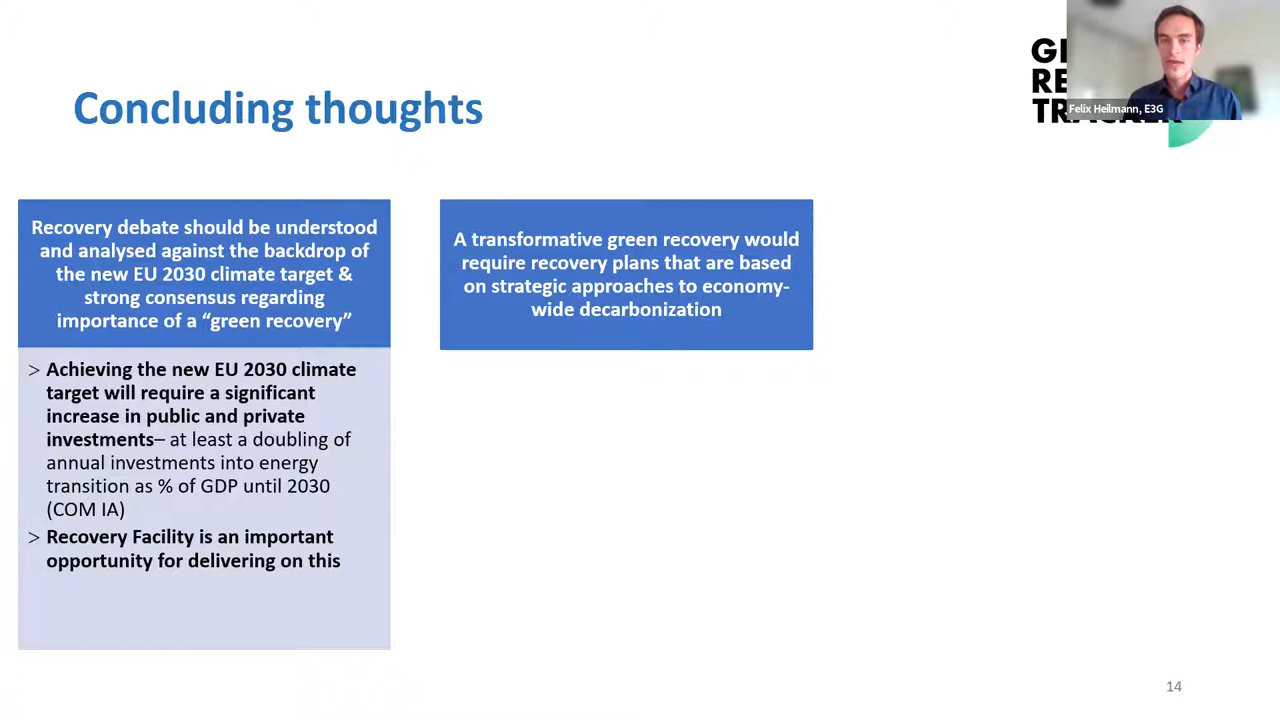 Concluding thoughts
Felix Heilmann, E3G
Recovery debate should be understood
and analysed against the backdrop of
the new EU 2030 climate target &
strong consensus regarding
importance of a “green recovery”
> Achieving the new EU 2030 climate
target will require a significant
increase in public and private
investments– at least a doubling of
annual investments into energy
transition as % of GDP until 2030
(COM IA)
> Recovery Facility is an important
opportunity for delivering on this
A transformative green recovery would
require recovery plans that are based
on strategic approaches to economy-
wide decarbonization
14